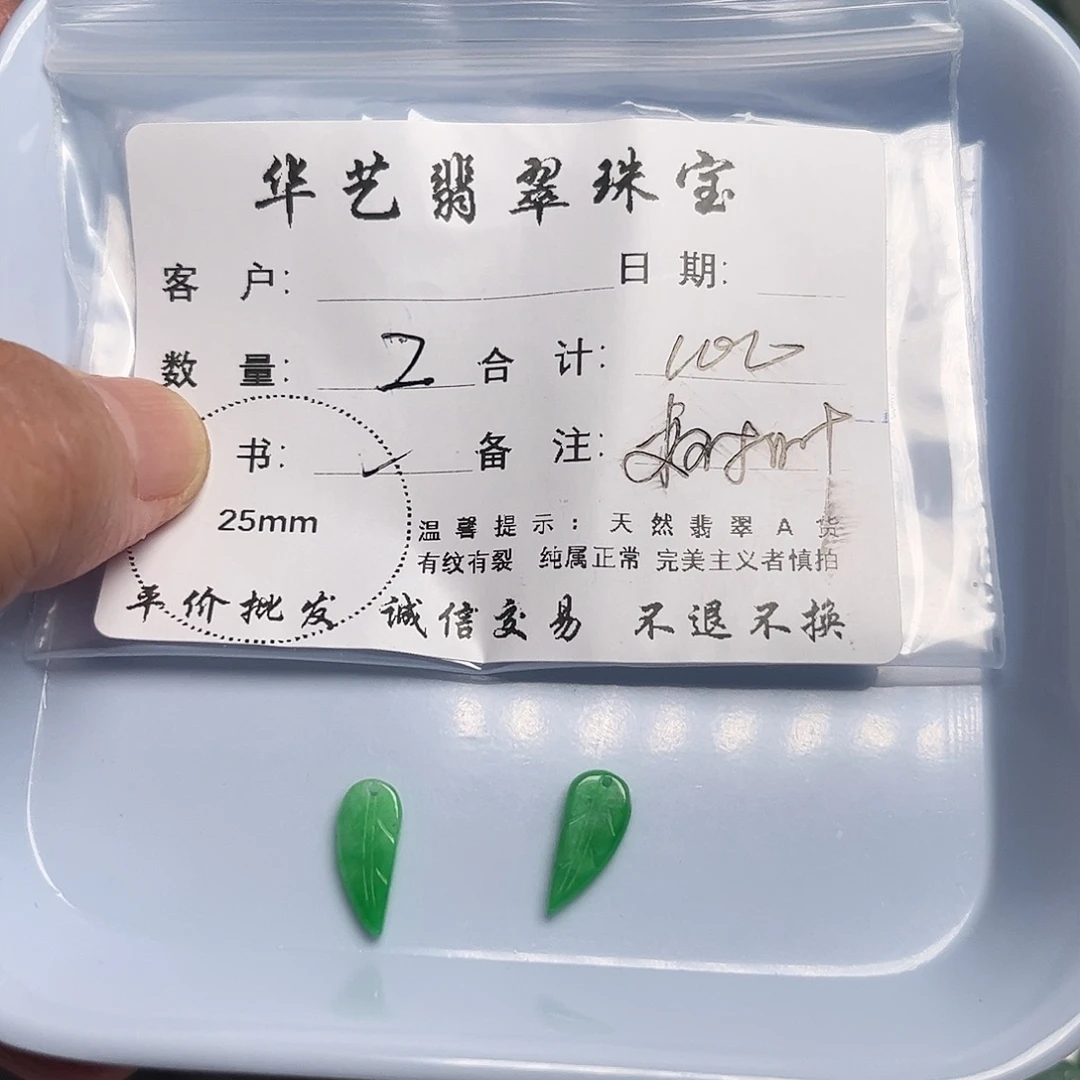 华艺翡翠珠宝
客 户: 日 期:
数 量: 2 合 计:
书: ✓ 备 注:
25mm
温馨提示: 天然翡翠A货
有纹有裂 纯属正常 完美主义者慎拍
平价批发 诚信交易 不退不换